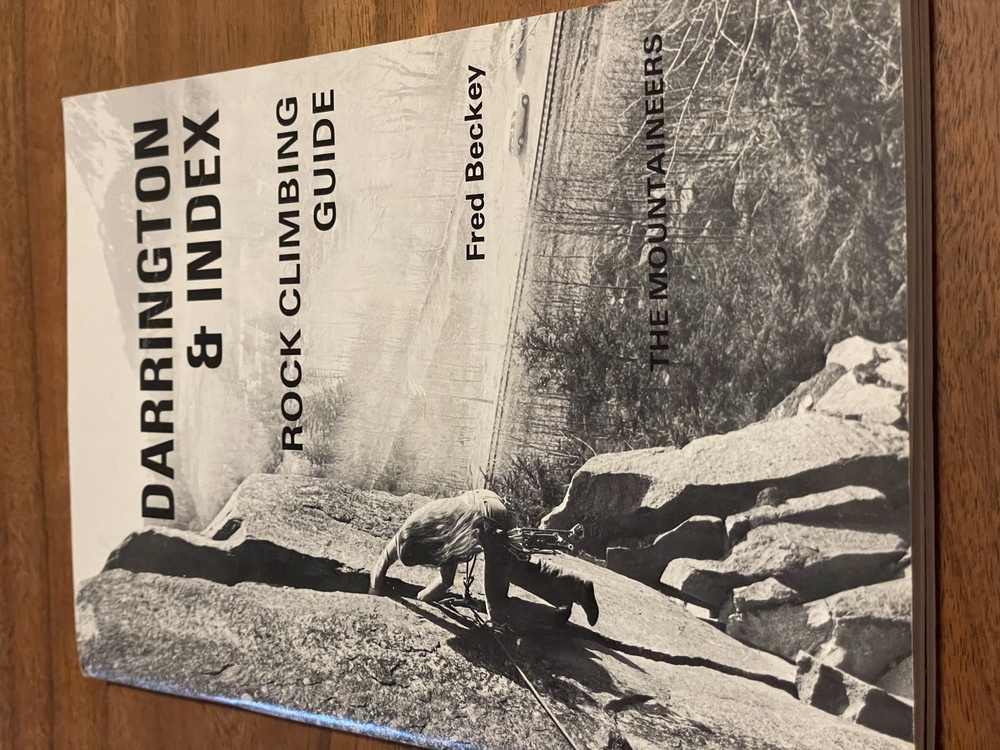 DARRINGTON
& INDEX
ROCK CLIMBING
GUIDE
Fred Beckey
THE MOUNTAINEERS